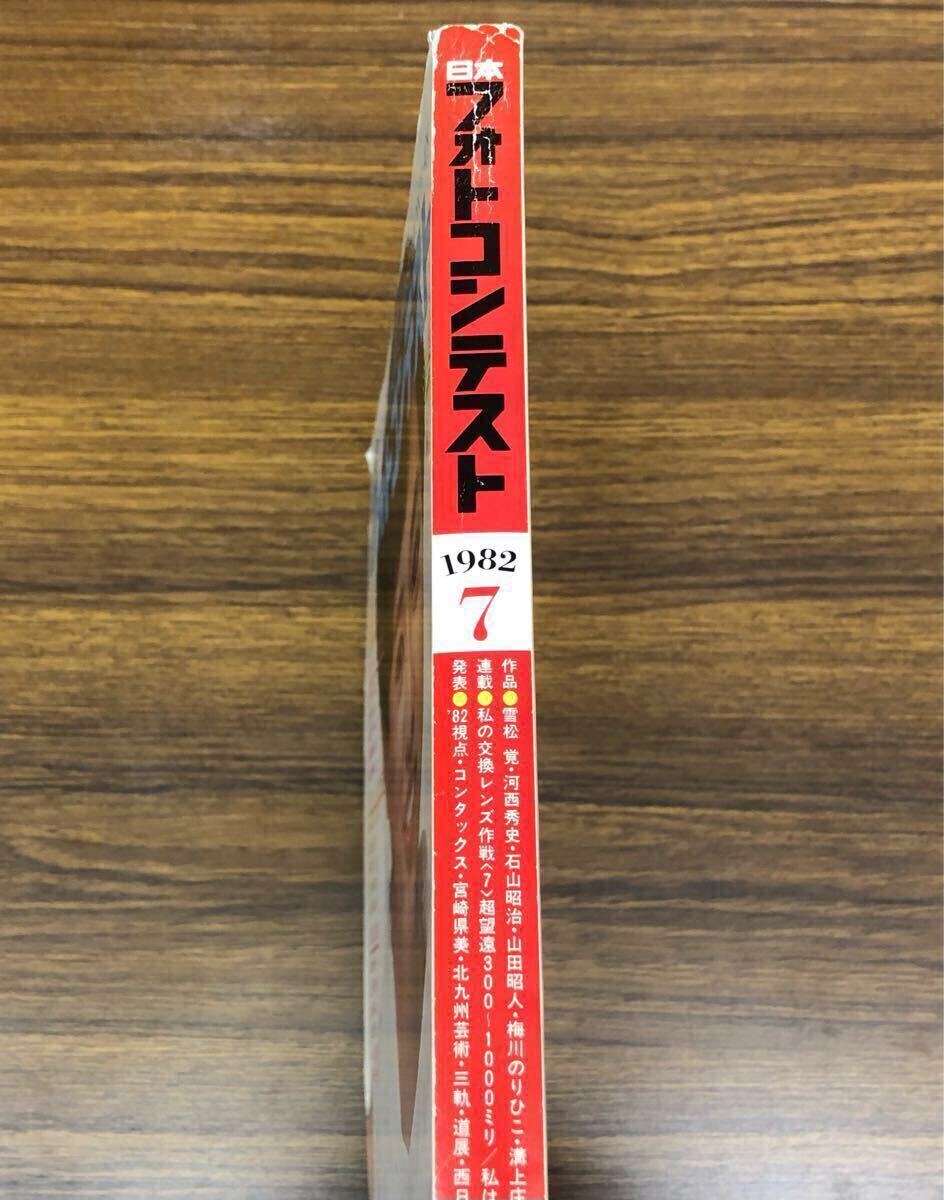 日本
フォトコンテスト
1982
7
作品●雪松 覚・河西秀史・石山昭治・山田昭人・梅川のりひこ・溝上庄
連載●私の交換レンズ作戦〈7〉超望遠300~1000ミリ/私は
発表●'82視点・コンタックス・宮崎県美・北九州芸術・三軌・道展・西日